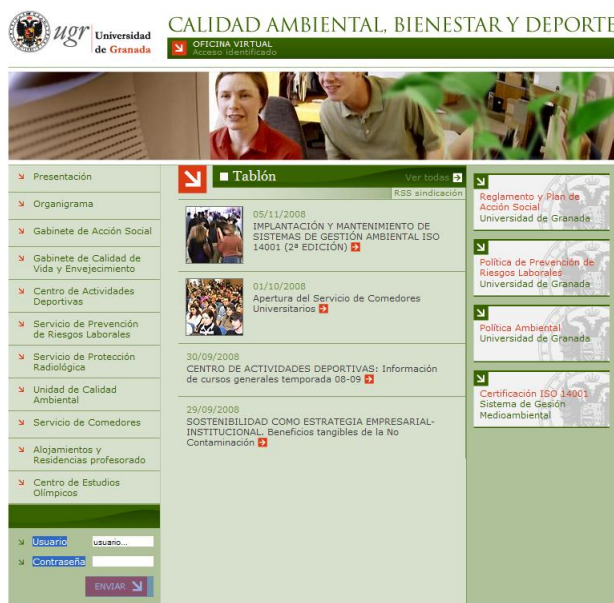 ugr
Universidad
de Granada
CALIDAD AMBIENTAL, BIENESTAR Y DEPORTE
OFICINA VIRTUAL
Acceso identificado
Presentación
Organigrama
Gabinete de Acción Social
Gabinete de Calidad de
Vida y Envejecimiento
Centro de Actividades
Deportivas
Servicio de Prevención
de Riesgos Laborales
Servicio de Protección
Radiológica
Unidad de Calidad
Ambiental
Servicio de Comedores
Alojamientos y
Residencias profesorado
Centro de Estudios
Olímpicos
Usuario
usuario...
Contraseña
ENVIAR
Tablón
Ver todas
RSS sindicación
05/11/2008
IMPLANTACIÓN Y MANTENIMIENTO DE
SISTEMAS DE GESTIÓN AMBIENTAL ISO
14001 (2ª EDICIÓN)
01/10/2008
Apertura del Servicio de Comedores
Universitarios
30/09/2008
CENTRO DE ACTIVIDADES DEPORTIVAS: Información
de cursos generales temporada 08-09
29/09/2008
SOSTENIBILIDAD COMO ESTRATEGIA EMPRESARIAL-
INSTITUCIONAL. Beneficios tangibles de la No
Contaminación
Reglamento y Plan de
Acción Social
Universidad de Granada
Política de Prevención de
Riesgos Laborales
Universidad de Granada
Política Ambiental
Universidad de Granada
Certificación ISO 14001
Sistema de Gesión
Medioambiental